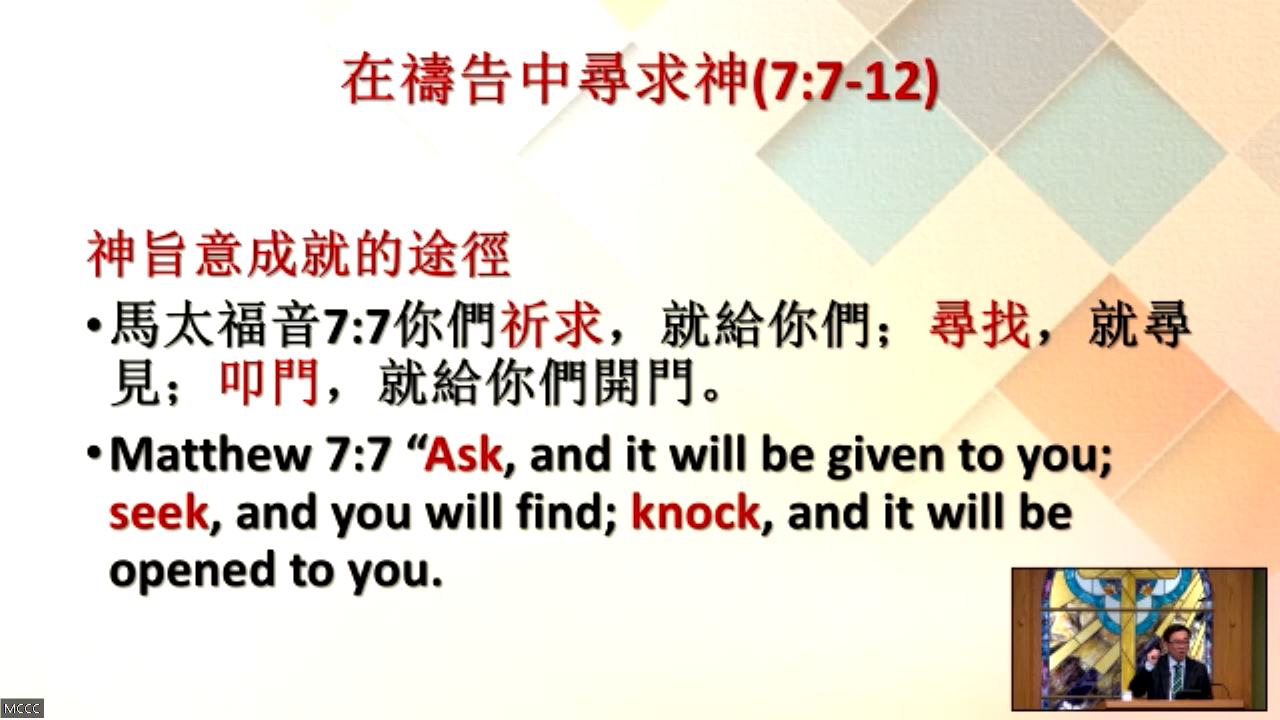 在禱告中尋求神(7:7-12)
神旨意成就的途徑
•馬太福音7:7你們祈求，就給你們；尋找，就尋
見；叩門，就給你們開門。
•Matthew 7:7 “Ask, and it will be given to you;
seek, and you will find; knock, and it will be
opened to you.
MCCC